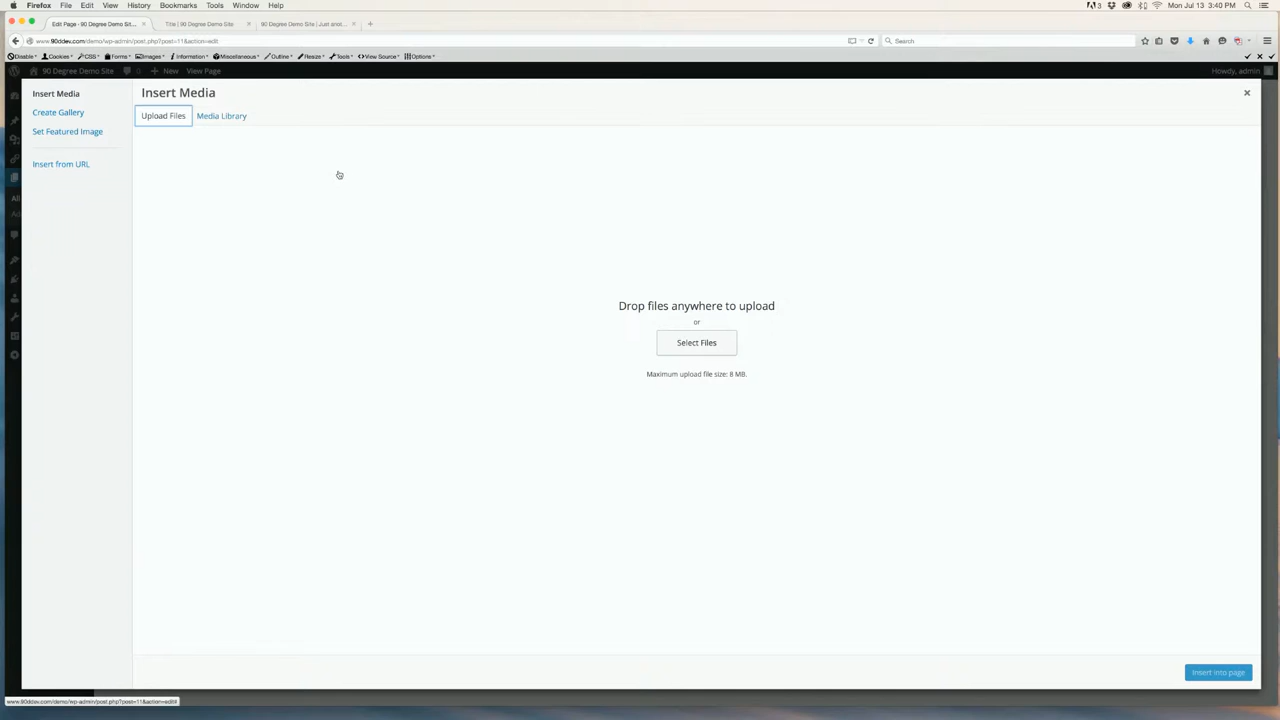 Firefox File Edit View History Bookmarks Tools Window Help
3 Mon Jul 13 3:40 PM
Edit Page ‹ 90 Degree Demo Sit... × Title | 90 Degree Demo Site × 90 Degree Demo Site | Just anot... × +
www.90ddev.com/demo/wp-admin/post.php?post=11&action=edit
Search
Disable Cookies CSS Forms Images Information Miscellaneous Outline Resize Tools View Source Options
90 Degree Demo Site 0 + New View Page
Howdy, admin
Insert Media
Create Gallery
Set Featured Image
Insert from URL
Insert Media
×
Upload Files Media Library
Drop files anywhere to upload
or
Select Files
Maximum upload file size: 8 MB.
Insert into page
www.90ddev.com/demo/wp-admin/post.php?post=11&action=edit#